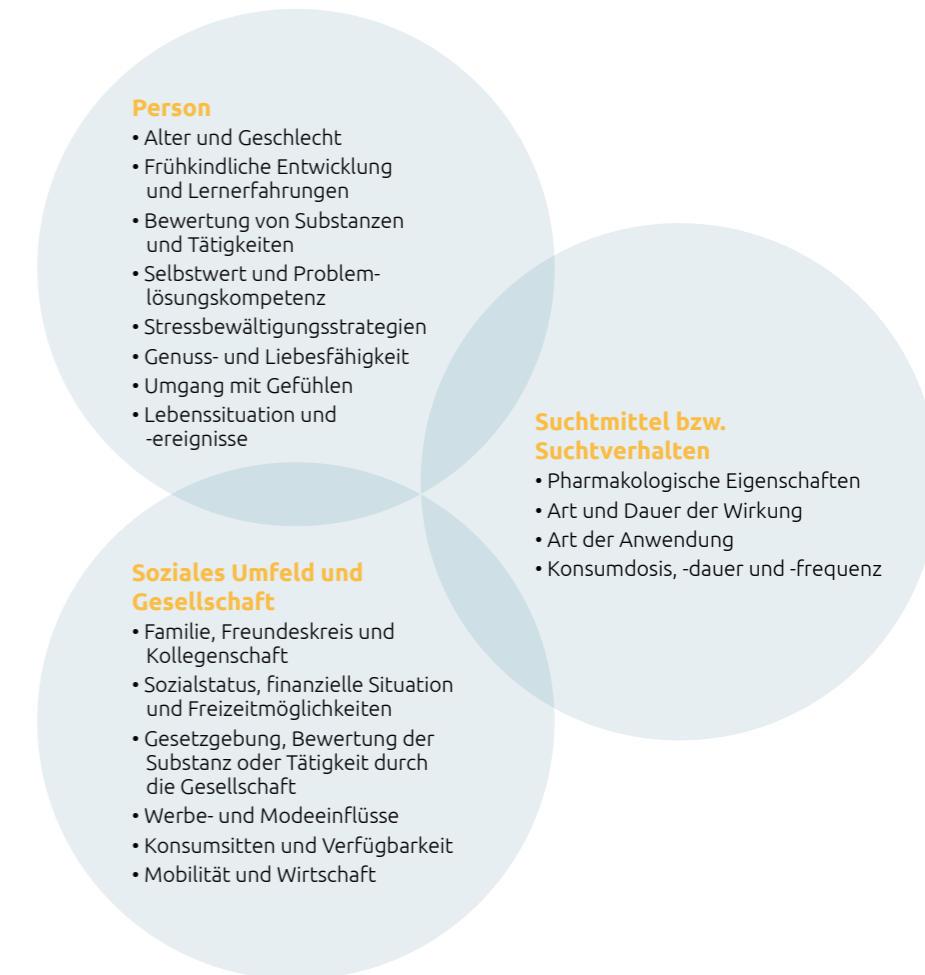 Person
• Alter und Geschlecht
• Frühkindliche Entwicklung
und Lernerfahrungen
• Bewertung von Substanzen
und Tätigkeiten
• Selbstwert und Problem-
lösungskompetenz
• Stressbewältigungsstrategien
• Genuss- und Liebesfähigkeit
• Umgang mit Gefühlen
• Lebenssituation und
-ereignisse
Suchtmittel bzw.
Suchtverhalten
• Pharmakologische Eigenschaften
• Art und Dauer der Wirkung
• Art der Anwendung
• Konsumdosis, -dauer und -frequenz
Soziales Umfeld und
Gesellschaft
• Familie, Freundeskreis und
Kollegenschaft
• Sozialstatus, finanzielle Situation
und Freizeitmöglichkeiten
• Gesetzgebung, Bewertung der
Substanz oder Tätigkeit durch
die Gesellschaft
• Werbe- und Modeeinflüsse
• Konsumsitten und Verfügbarkeit
• Mobilität und Wirtschaft